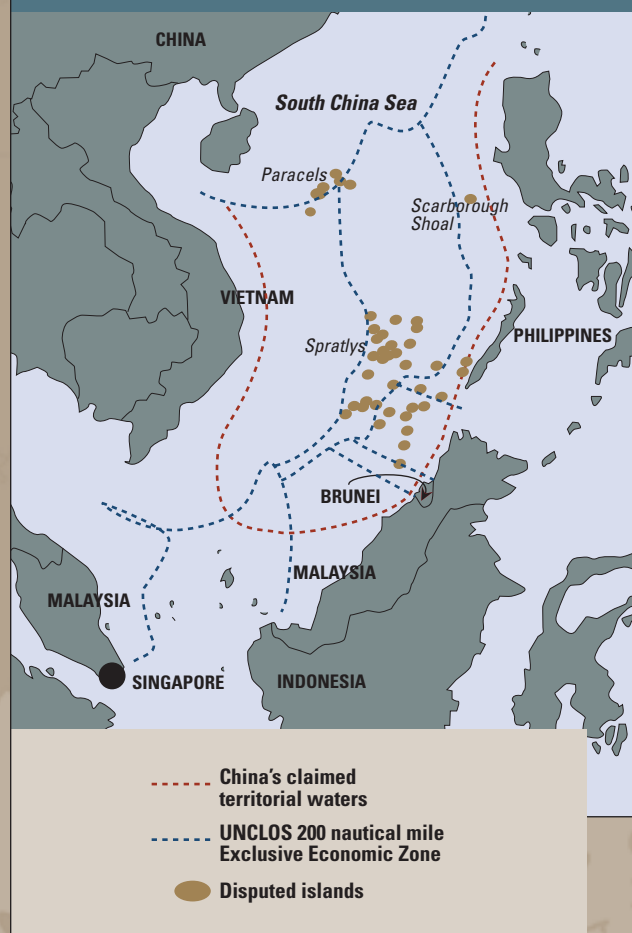 CHINA
South China Sea
Paracels
Scarborough
Shoal
VIETNAM
Spratlys
PHILIPPINES
BRUNEI
MALAYSIA
MALAYSIA
SINGAPORE
INDONESIA
China's claimed
territorial waters
UNCLOS 200 nautical mile
Exclusive Economic Zone
Disputed islands